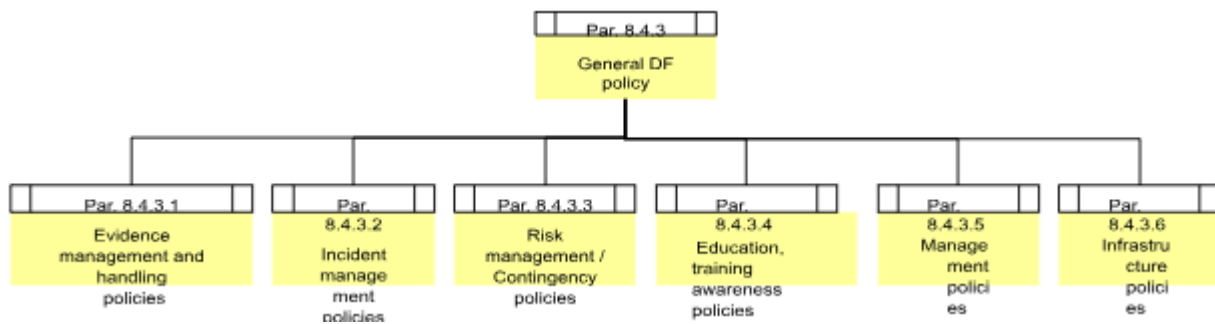 Par. 8.4.3
General DF
policy
Par. 8.4.3.1
Evidence
management and
handling
policies
Par.
8.4.3.2
Incident
manage
ment
policies
Par. 8.4.3.3
Risk
management /
Contingency
policies
Par.
8.4.3.4
Education,
training
awareness
policies
Par.
8.4.3.5
Manage
ment
polici
es
Par.
8.4.3.6
Infrastru
cture
polici
es